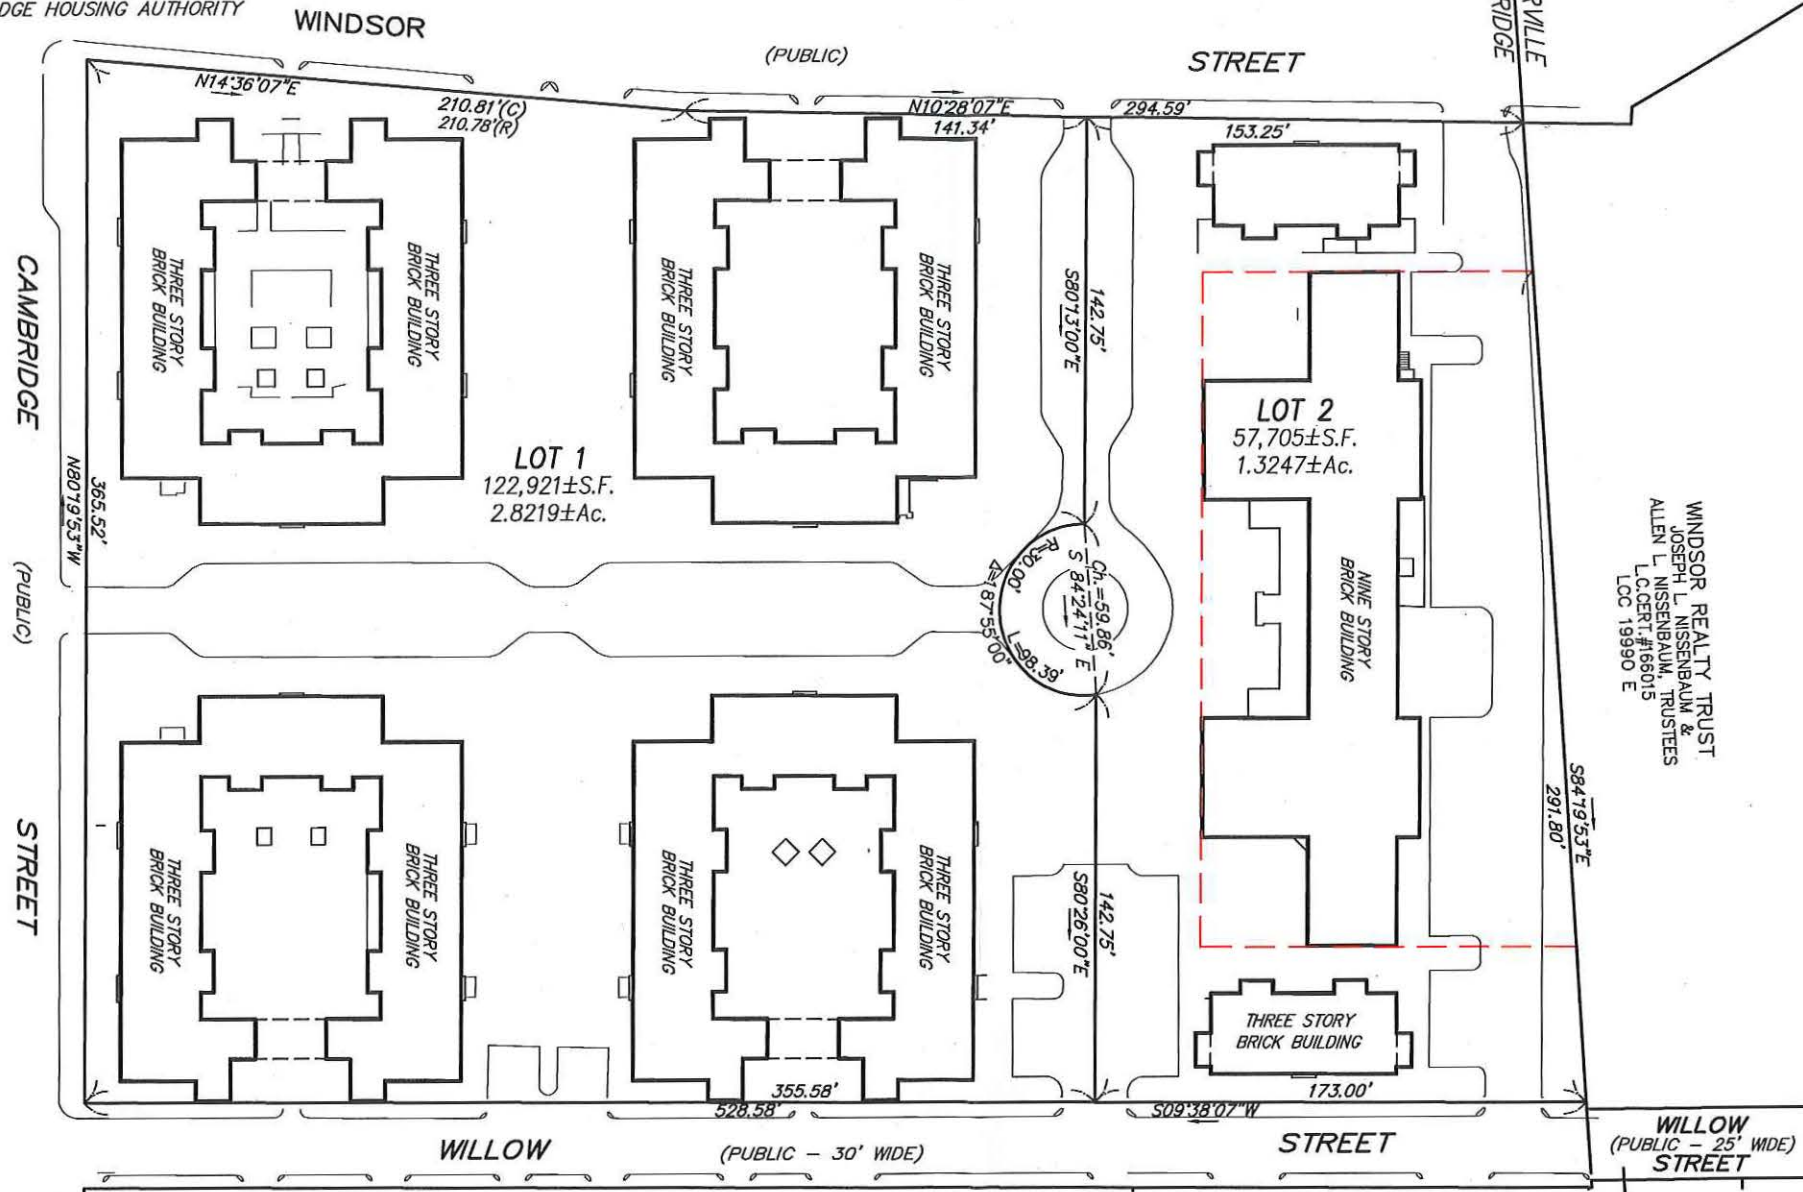 DGE HOUSING AUTHORITY
WINDSOR
(PUBLIC)
STREET
RVILLE
RIDGE
N14°36'07"E
210.81'(C)
210.78'(R)
N10°28'07"E
294.59'
141.34'
153.25'
CAMBRIDGE
(PUBLIC)
STREET
N80°19'53"W
365.52'
THREE STORY
BRICK BUILDING
THREE STORY
BRICK BUILDING
THREE STORY
BRICK BUILDING
THREE STORY
BRICK BUILDING
LOT 1
122,921±S.F.
2.8219±Ac.
142.75'
S80°13'00"E
LOT 2
57,705±S.F.
1.3247±Ac.
NINE STORY
BRICK BUILDING
R=30.00'
Δ=187°55'00"
L=98.39'
Ch.=59.86'
S 84°24'11" E
WINDSOR REALTY TRUST
JOSEPH L. NISSENBAUM &
ALLEN L. NISSENBAUM, TRUSTEES
L.C.CERT.#166015
LCC 19990 E
S84°19'53"E
291.80'
THREE STORY
BRICK BUILDING
THREE STORY
BRICK BUILDING
THREE STORY
BRICK BUILDING
THREE STORY
BRICK BUILDING
142.75'
S80°26'00"E
THREE STORY
BRICK BUILDING
355.58'
528.58'
173.00'
S09°38'07"W
WILLOW
(PUBLIC – 30' WIDE)
STREET
WILLOW
(PUBLIC – 25' WIDE)
STREET